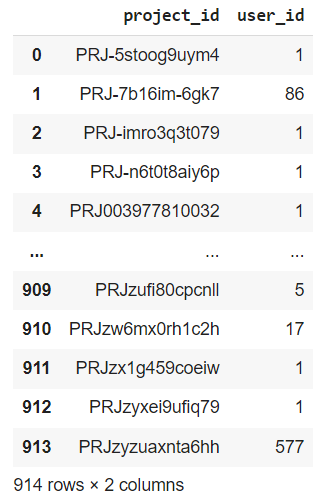 project_id user_id
0 PRJ-5stoog9uym4 1
1 PRJ-7b16im-6gk7 86
2 PRJ-imro3q3t079 1
3 PRJ-n6t0t8aiy6p 1
4 PRJ003977810032 1
... ... ...
909 PRJzufi80cpcnll 5
910 PRJzw6mx0rh1c2h 17
911 PRJzx1g459coeiw 1
912 PRJzyxei9ufiq79 1
913 PRJzyzuaxnta6hh 577
914 rows × 2 columns